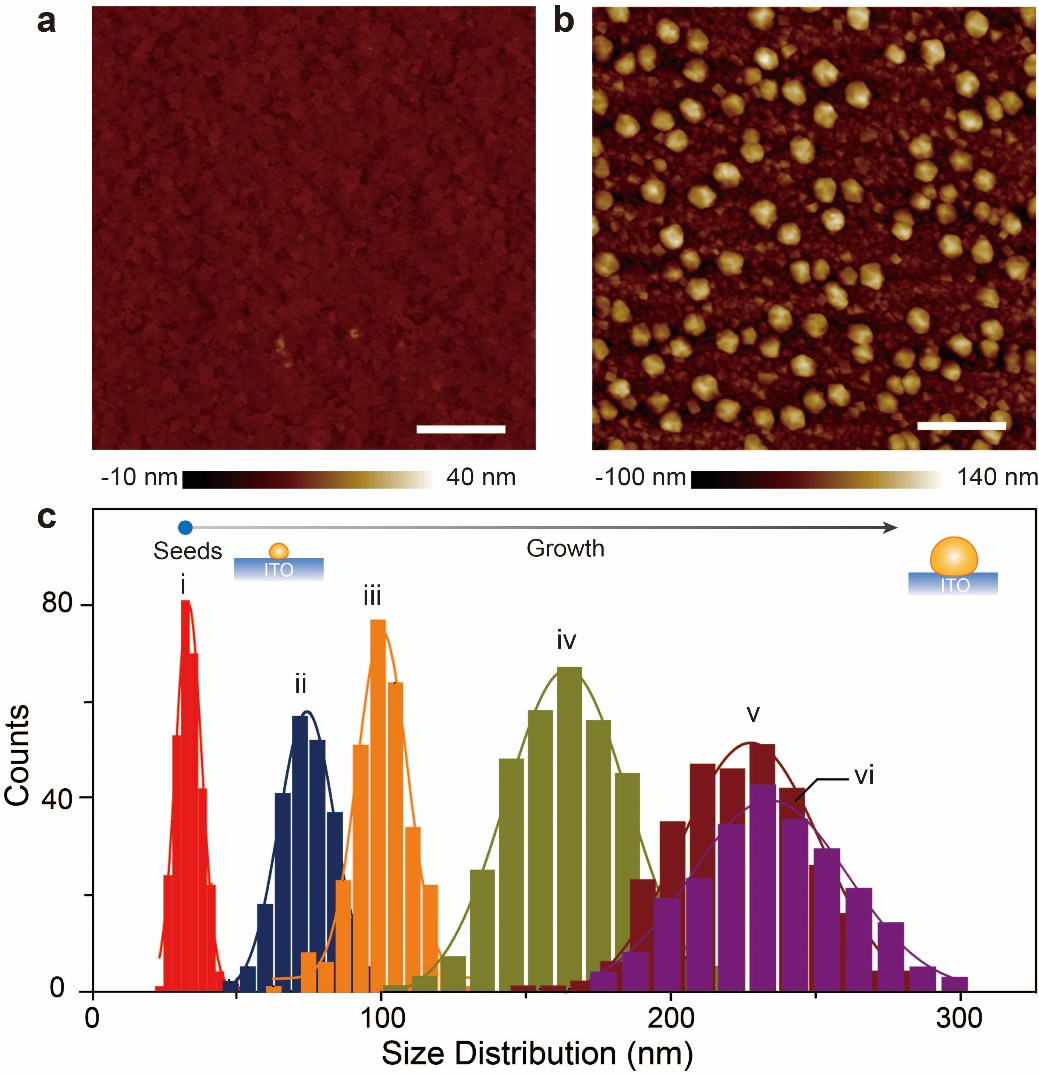 a
b
-10 nm 40 nm
-100 nm 140 nm
c
Seeds
ITO
Growth
ITO
i
ii
iii
iv
v
vi
80
40
0
Counts
0 100 200 300
Size Distribution (nm)